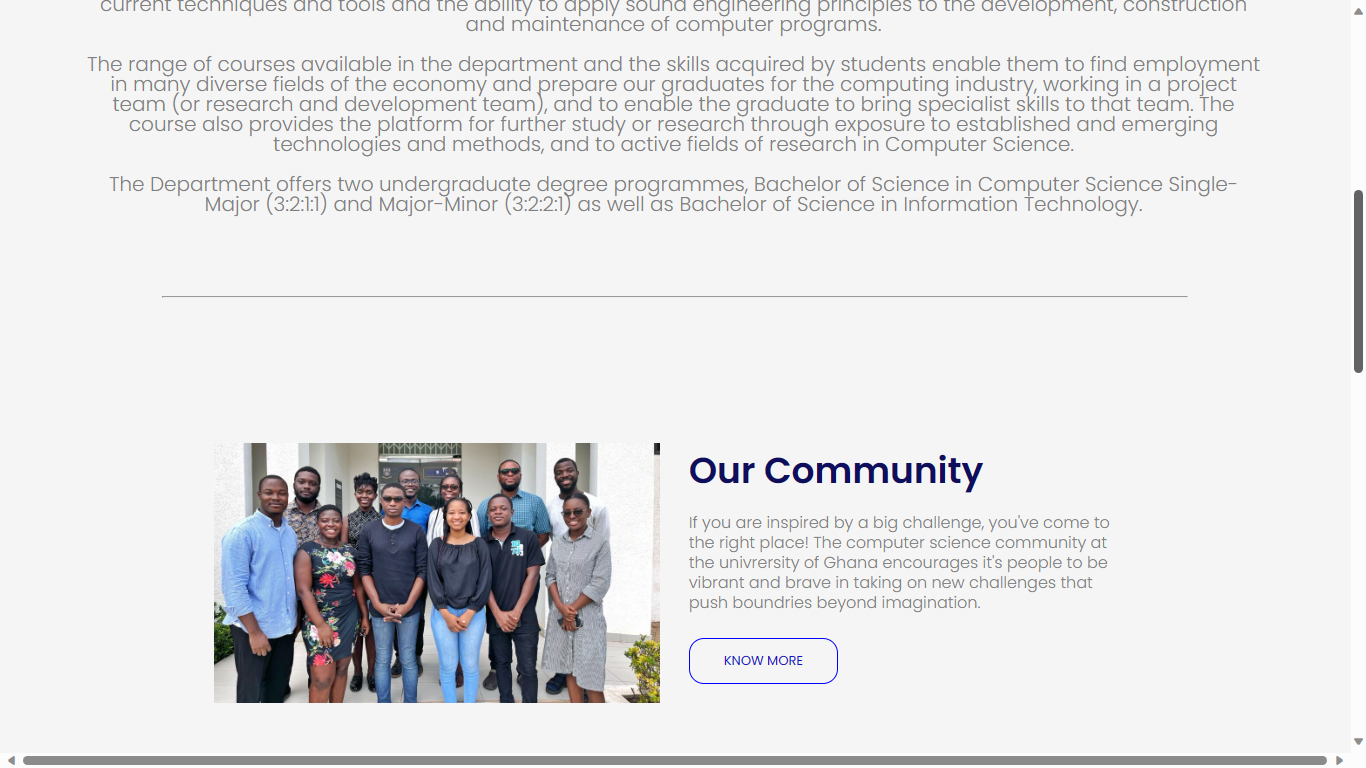 current techniques and tools and the ability to apply sound engineering principles to the development, construction
and maintenance of computer programs.
The range of courses available in the department and the skills acquired by students enable them to find employment
in many diverse fields of the economy and prepare our graduates for the computing industry, working in a project
team (or research and development team), and to enable the graduate to bring specialist skills to that team. The
course also provides the platform for further study or research through exposure to established and emerging
technologies and methods, and to active fields of research in Computer Science.
The Department offers two undergraduate degree programmes, Bachelor of Science in Computer Science Single-
Major (3:2:1:1) and Major-Minor (3:2:2:1) as well as Bachelor of Science in Information Technology.
Our Community
If you are inspired by a big challenge, you've come to
the right place! The computer science community at
the univrersity of Ghana encourages it's people to be
vibrant and brave in taking on new challenges that
push boundries beyond imagination.
KNOW MORE